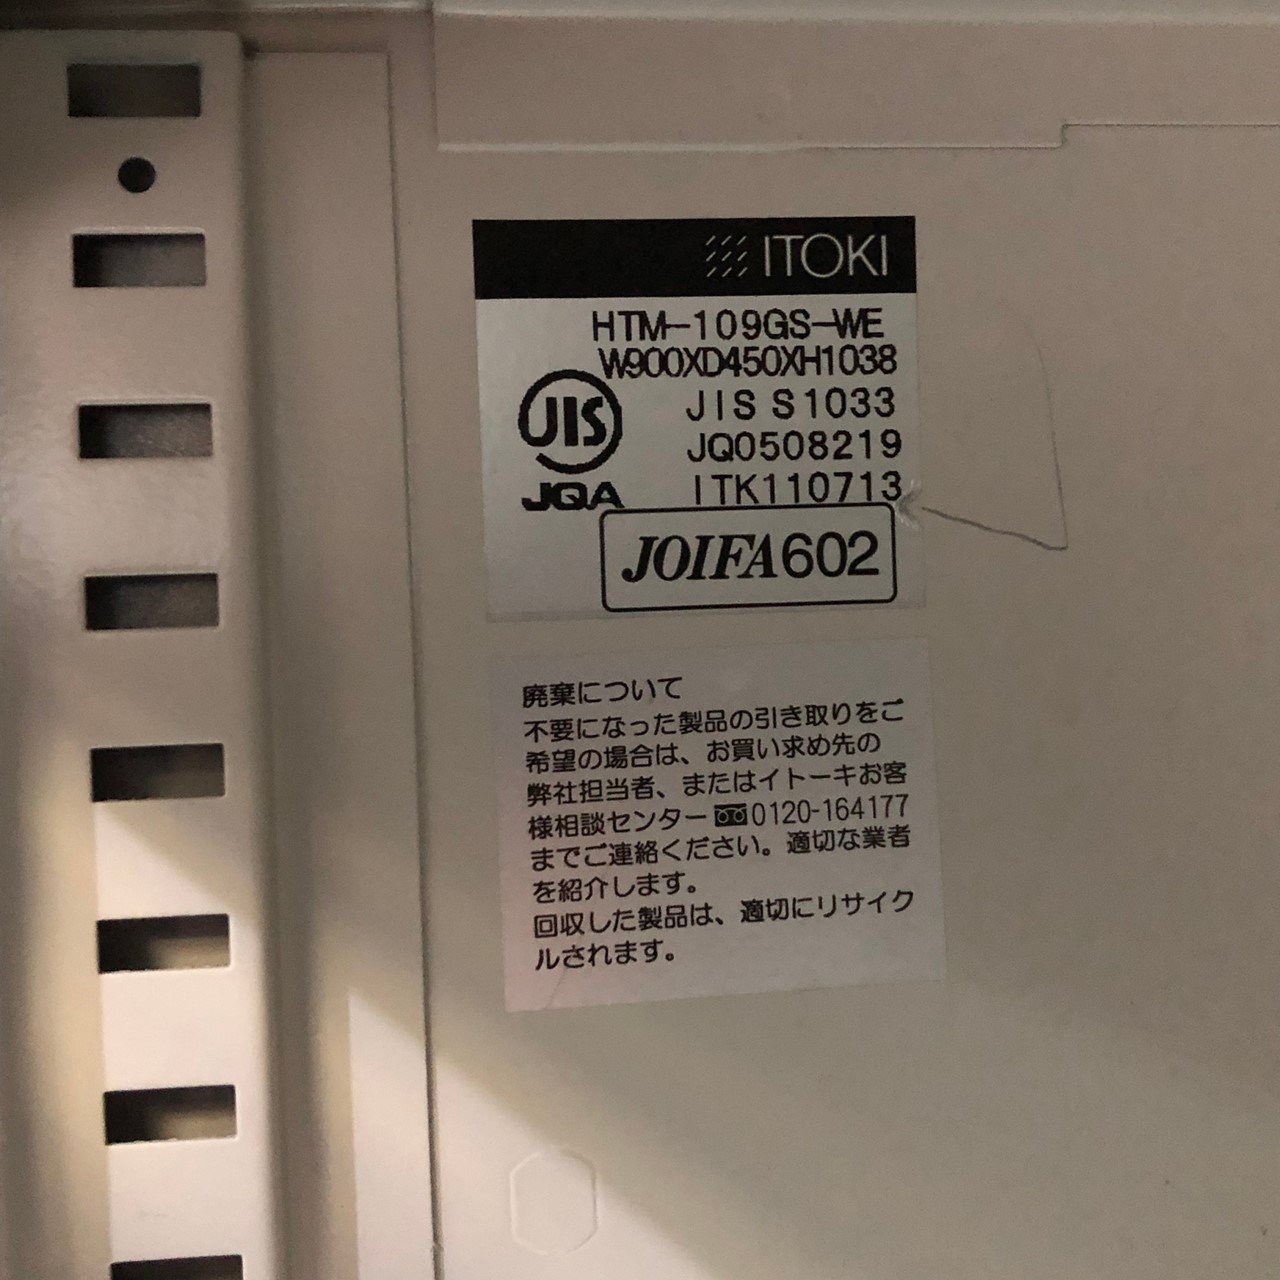 ITOKI
HTM-109GS-WE
W900XD450XH1038
JIS S1033
JIS
JQ0508219
JQA
ITK110713
JOIFA602
廃棄について
不要になった製品の引き取りをご
希望の場合は、お買い求め先の
弊社担当者、またはイトーキお客
様相談センター0120-164177
までご連絡ください。適切な業者
を紹介します。
回収した製品は、適切にリサイク
ルされます。